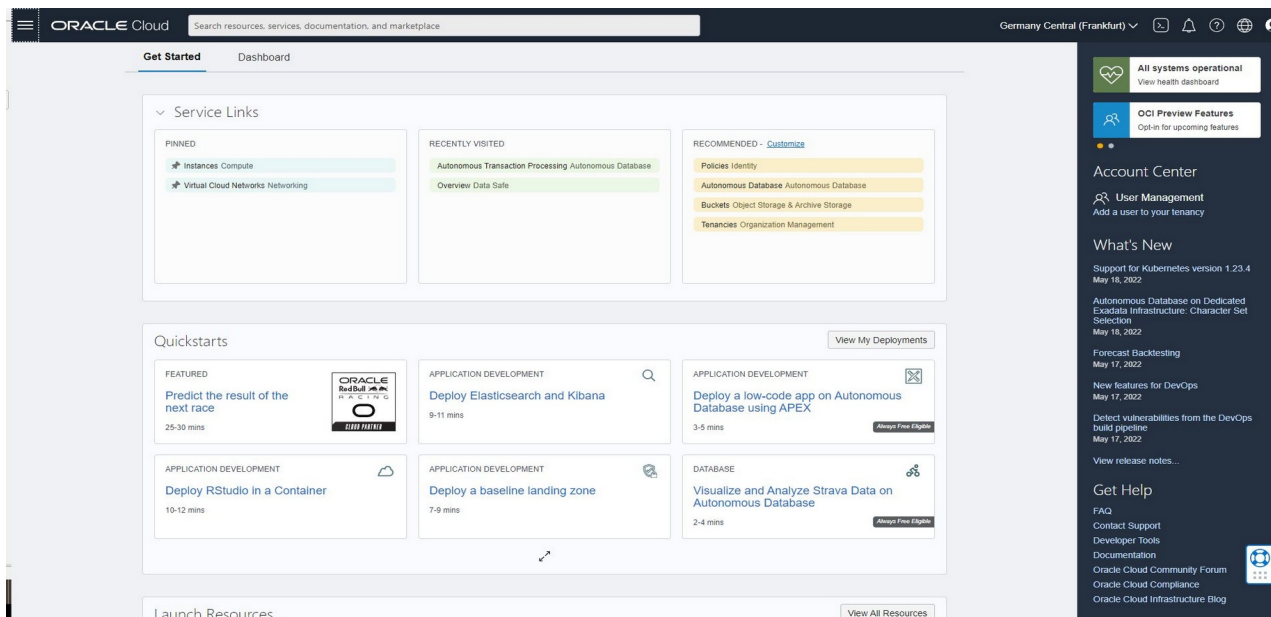 ORACLE Cloud
Search resources, services, documentation, and marketplace
Germany Central (Frankfurt)
Get Started
Dashboard
Service Links
PINNED
Instances Compute
Virtual Cloud Networks Networking
RECENTLY VISITED
Autonomous Transaction Processing Autonomous Database
Overview Data Safe
RECOMMENDED - Customize
Policies Identity
Autonomous Database Autonomous Database
Buckets Object Storage & Archive Storage
Tenancies Organization Management
Quickstarts
View My Deployments
FEATURED
Predict the result of the
next race
25-30 mins
ORACLE
Red Bull
RACING
CLOUD PARTNER
APPLICATION DEVELOPMENT
Deploy Elasticsearch and Kibana
9-11 mins
APPLICATION DEVELOPMENT
Deploy a low-code app on Autonomous
Database using APEX
3-5 mins
Always Free Eligible
APPLICATION DEVELOPMENT
Deploy RStudio in a Container
10-12 mins
APPLICATION DEVELOPMENT
Deploy a baseline landing zone
7-9 mins
DATABASE
Visualize and Analyze Strava Data on
Autonomous Database
2-4 mins
Always Free Eligible
Launch Resources
View All Resources
All systems operational
View health dashboard
OCI Preview Features
Opt-in for upcoming features
Account Center
User Management
Add a user to your tenancy
What's New
Support for Kubernetes version 1.23.4
May 18, 2022
Autonomous Database on Dedicated
Exadata Infrastructure: Character Set
Selection
May 18, 2022
Forecast Backtesting
May 17, 2022
New features for DevOps
May 17, 2022
Detect vulnerabilities from the DevOps
build pipeline
May 17, 2022
View release notes...
Get Help
FAQ
Contact Support
Developer Tools
Documentation
Oracle Cloud Community Forum
Oracle Cloud Compliance
Oracle Cloud Infrastructure Blog